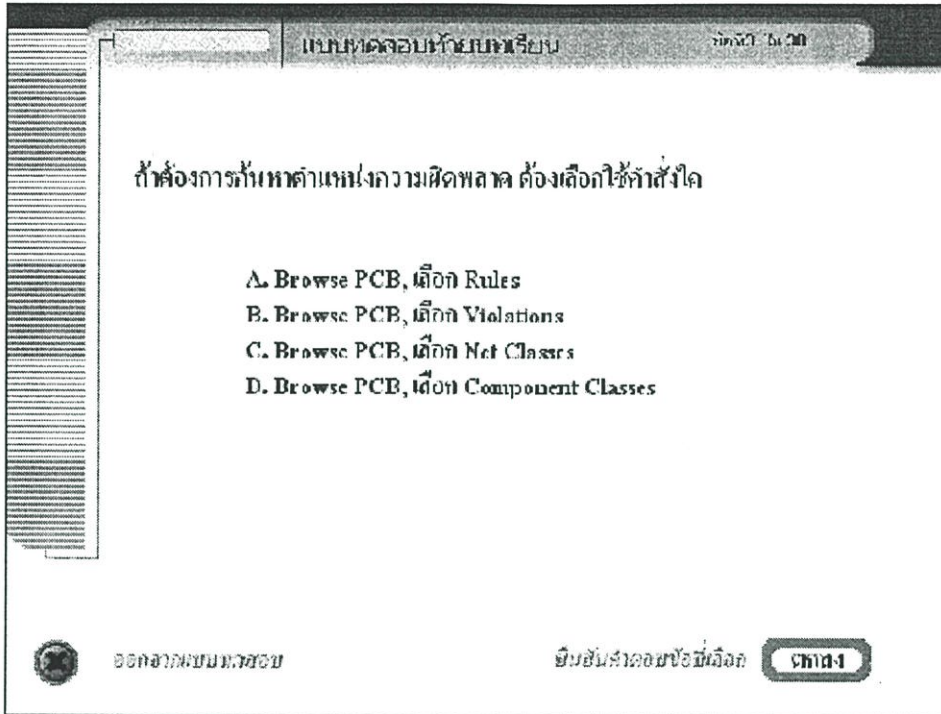 แบบทดสอบท้ายบทเรียน
ถ้าต้องการค้นหาตำแหน่งความผิดพลาด ต้องเลือกใช้คำสั่งใด
A. Browse PCB, เลือก Rules
B. Browse PCB, เลือก Violations
C. Browse PCB, เลือก Net Classes
D. Browse PCB, เลือก Component Classes
ออกจากแบบทดสอบ
ยืนยันคำตอบข้อที่เลือก
ตกลง